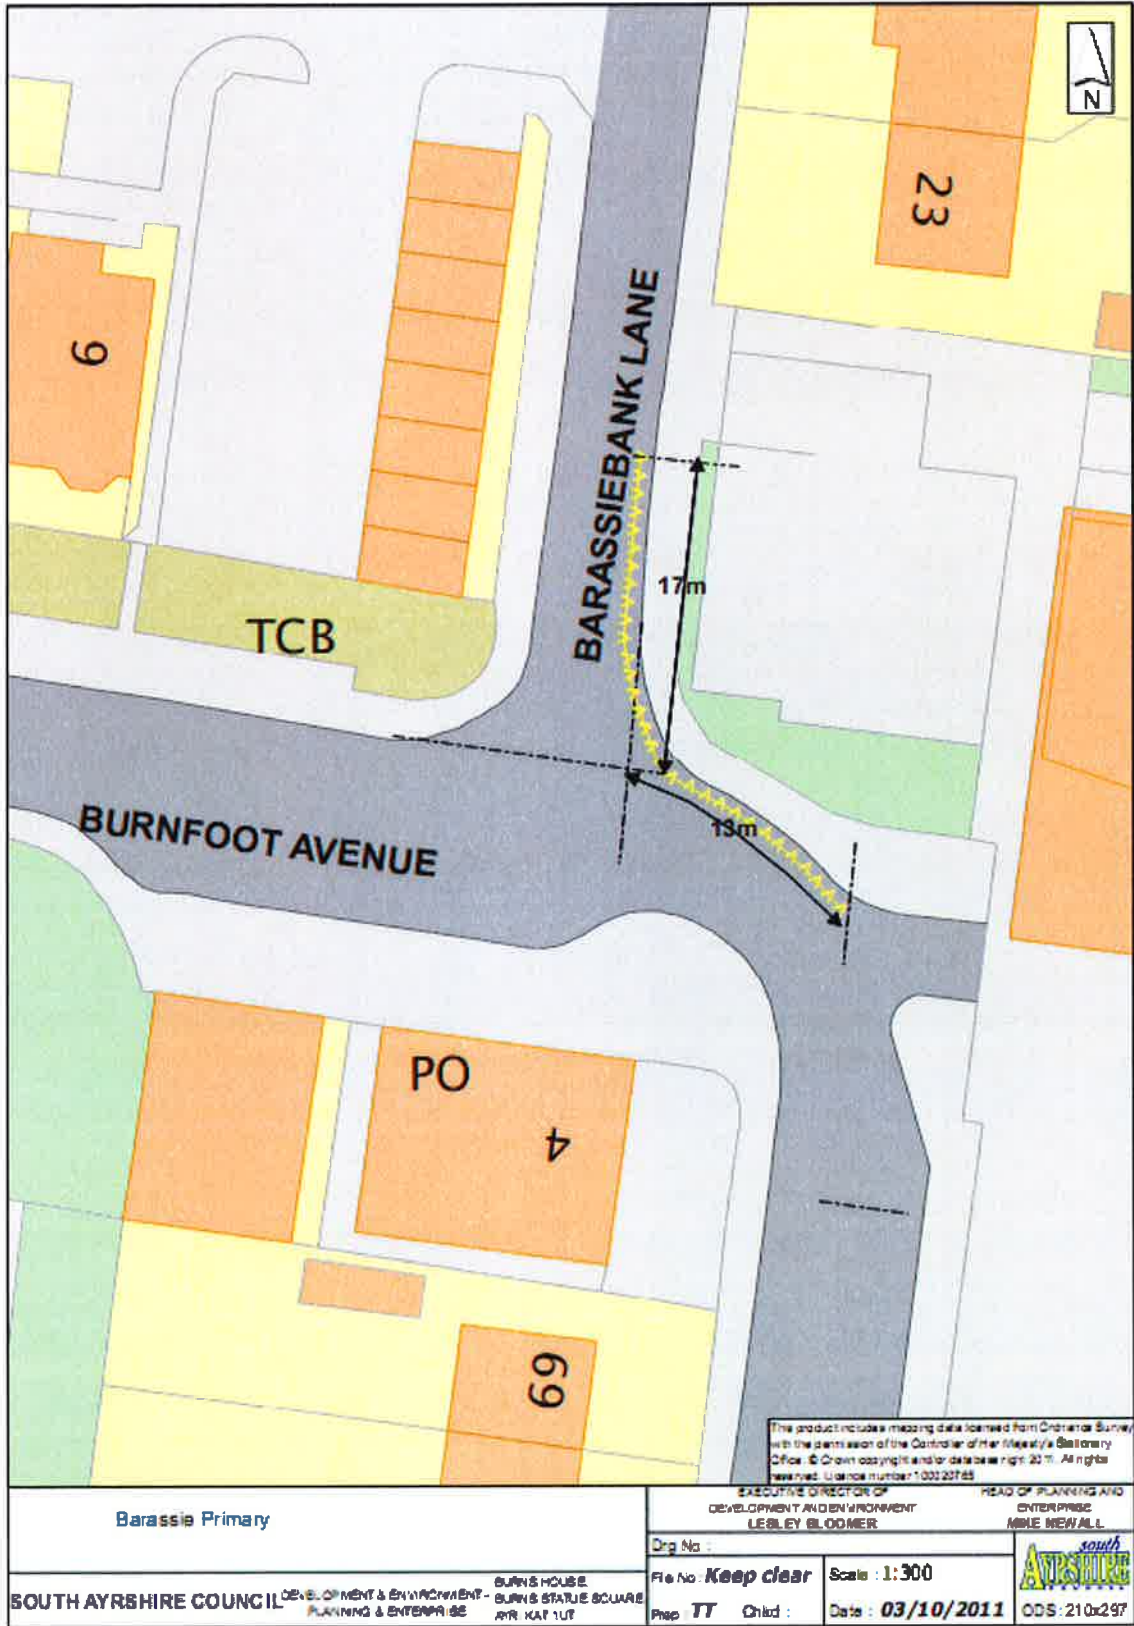 N
23
9
BARASSIEBANK LANE
17m
TCB
BURNFOOT AVENUE
13m
PO
4
69
This product includes mapping data licensed from Ordnance Survey
with the permission of the Controller of Her Majesty's Stationery
Office. © Crown copyright and/or database right 2011. All rights
reserved. Licence number 100020765
Barassie Primary
EXECUTIVE DIRECTOR OF
DEVELOPMENT AND ENVIRONMENT
LESLEY BLOOMER
HEAD OF PLANNING AND
ENTERPRISE
MIKE NEWALL
Drg No :
File No : Keep clear
Scale : 1:300
south
AYRSHIRE
SOUTH AYRSHIRE COUNCIL
DEVELOPMENT & ENVIRONMENT -
PLANNING & ENTERPRISE
BURNS HOUSE
BURNS STATUE SQUARE
AYR KA7 1UT
Prep : TT Chkd :
Date : 03/10/2011
ODS: 210x297